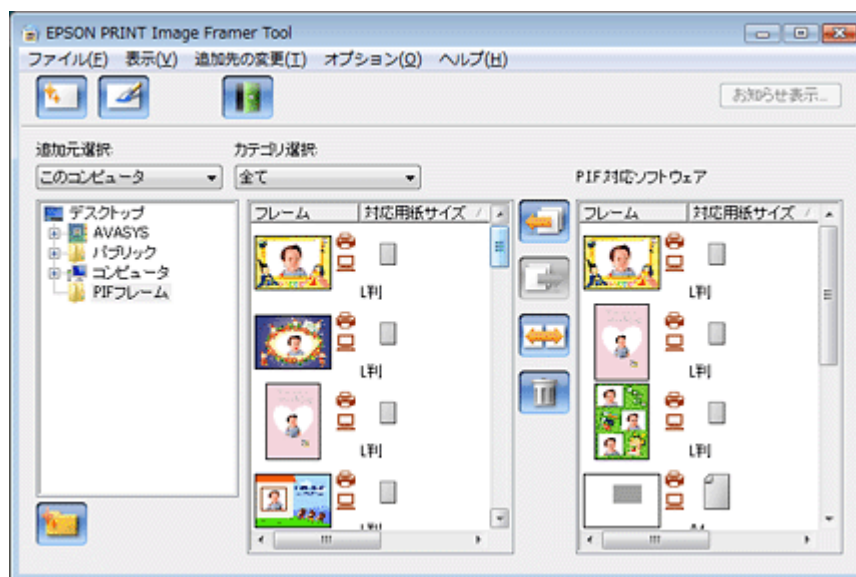 EPSON PRINT Image Framer Tool
ファイル(F) 表示(V) 追加先の変更(I) オプション(O) ヘルプ(H)
お知らせ表示...
追加元選択: カテゴリ選択:
このコンピュータ 全て PIF対応ソフトウェア
デスクトップ
AVASYS
パブリック
コンピュータ
PIFフレーム
フレーム 対応用紙サイズ
L判
L判
L判
L判
フレーム 対応用紙サイズ
L判
L判
L判
A4